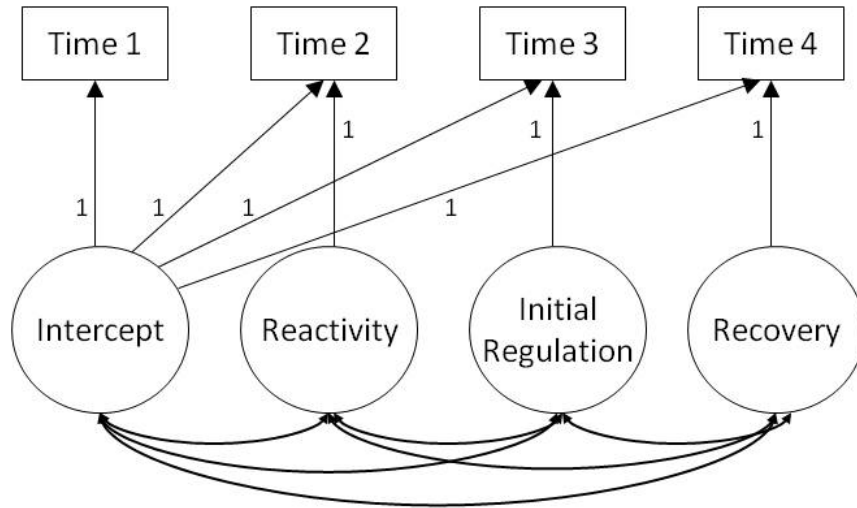 Time 1
Time 2
Time 3
Time 4
1
1
1
1
1
1
1
Intercept
Reactivity
Initial
Regulation
Recovery